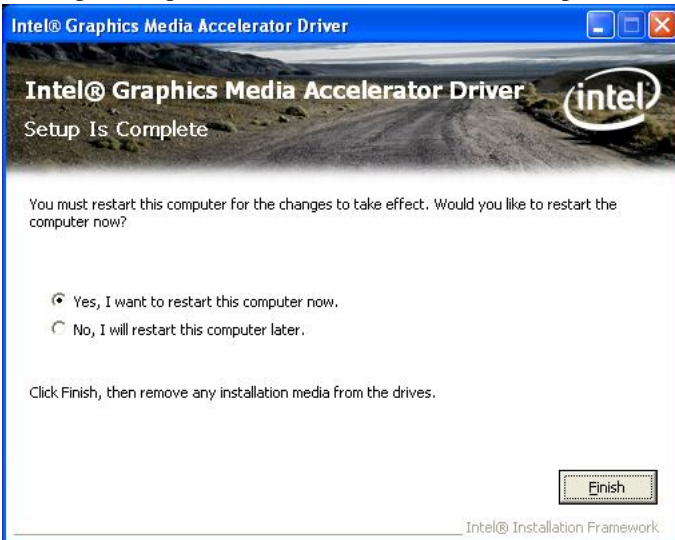 Intel® Graphics Media Accelerator Driver
Intel® Graphics Media Accelerator Driver
intel
Setup Is Complete
You must restart this computer for the changes to take effect. Would you like to restart the
computer now?
Yes, I want to restart this computer now.
No, I will restart this computer later.
Click Finish, then remove any installation media from the drives.
Finish
Intel® Installation Framework